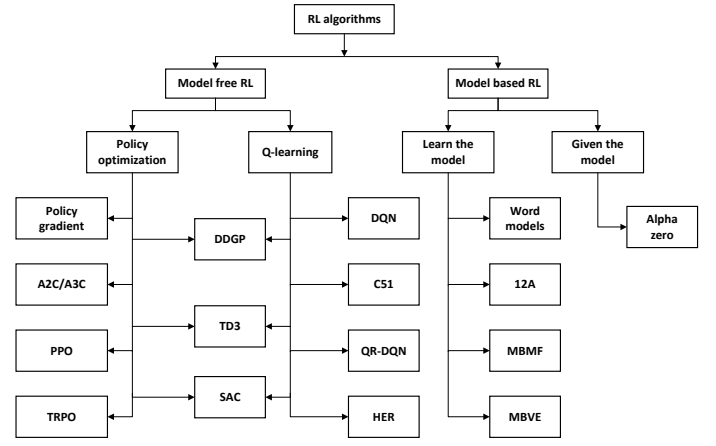 RL algorithms
Model free RL
Model based RL
Policy
optimization
Q-learning
Learn the
model
Given the
model
Policy
gradient
DDGP
DQN
Word
models
Alpha
zero
A2C/A3C
C51
12A
TD3
PPO
QR-DQN
MBMF
SAC
TRPO
HER
MBVE